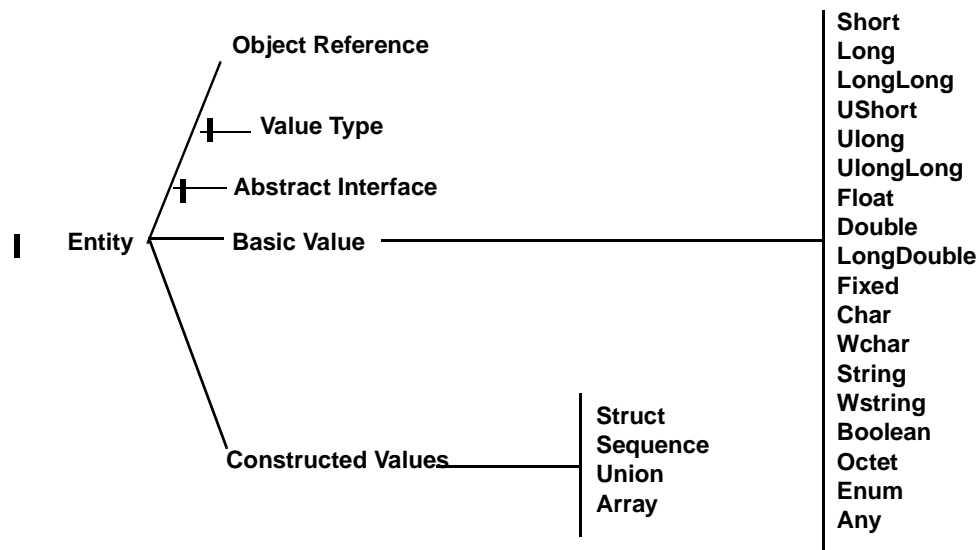 Object Reference
Value Type
Abstract Interface
Entity
Basic Value
Constructed Values
Struct
Sequence
Union
Array
Short
Long
LongLong
UShort
Ulong
UlongLong
Float
Double
LongDouble
Fixed
Char
Wchar
String
Wstring
Boolean
Octet
Enum
Any